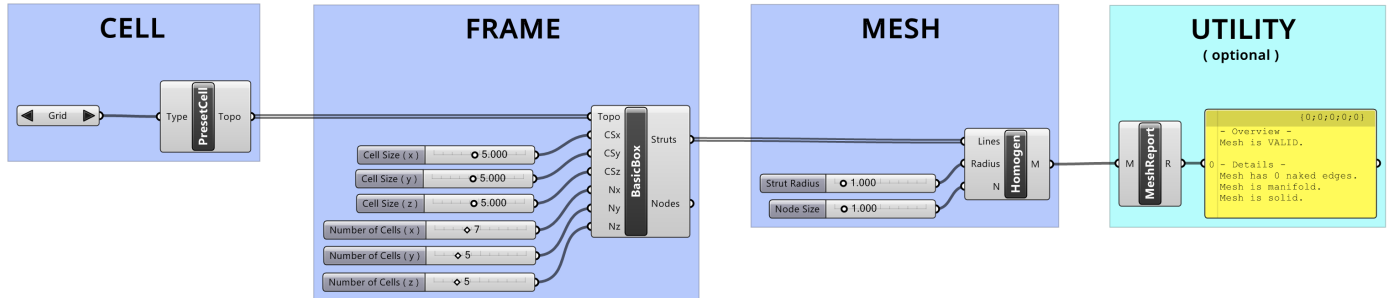 CELL
Grid
Type
PresetCell
Topo
FRAME
Cell Size ( x )
5.000
Cell Size ( y )
5.000
Cell Size ( z )
5.000
Number of Cells ( x )
7
Number of Cells ( y )
5
Number of Cells ( z )
5
Topo
CSx
CSy
CSz
Nx
Ny
Nz
BasicBox
Struts
Nodes
MESH
Strut Radius
1.000
Node Size
1.000
Lines
Radius
N
Homogen
M
UTILITY
( optional )
M
MeshReport
R
{0;0;0;0;0}
- Overview -
Mesh is VALID.
0 - Details -
Mesh has 0 naked edges.
Mesh is manifold.
Mesh is solid.